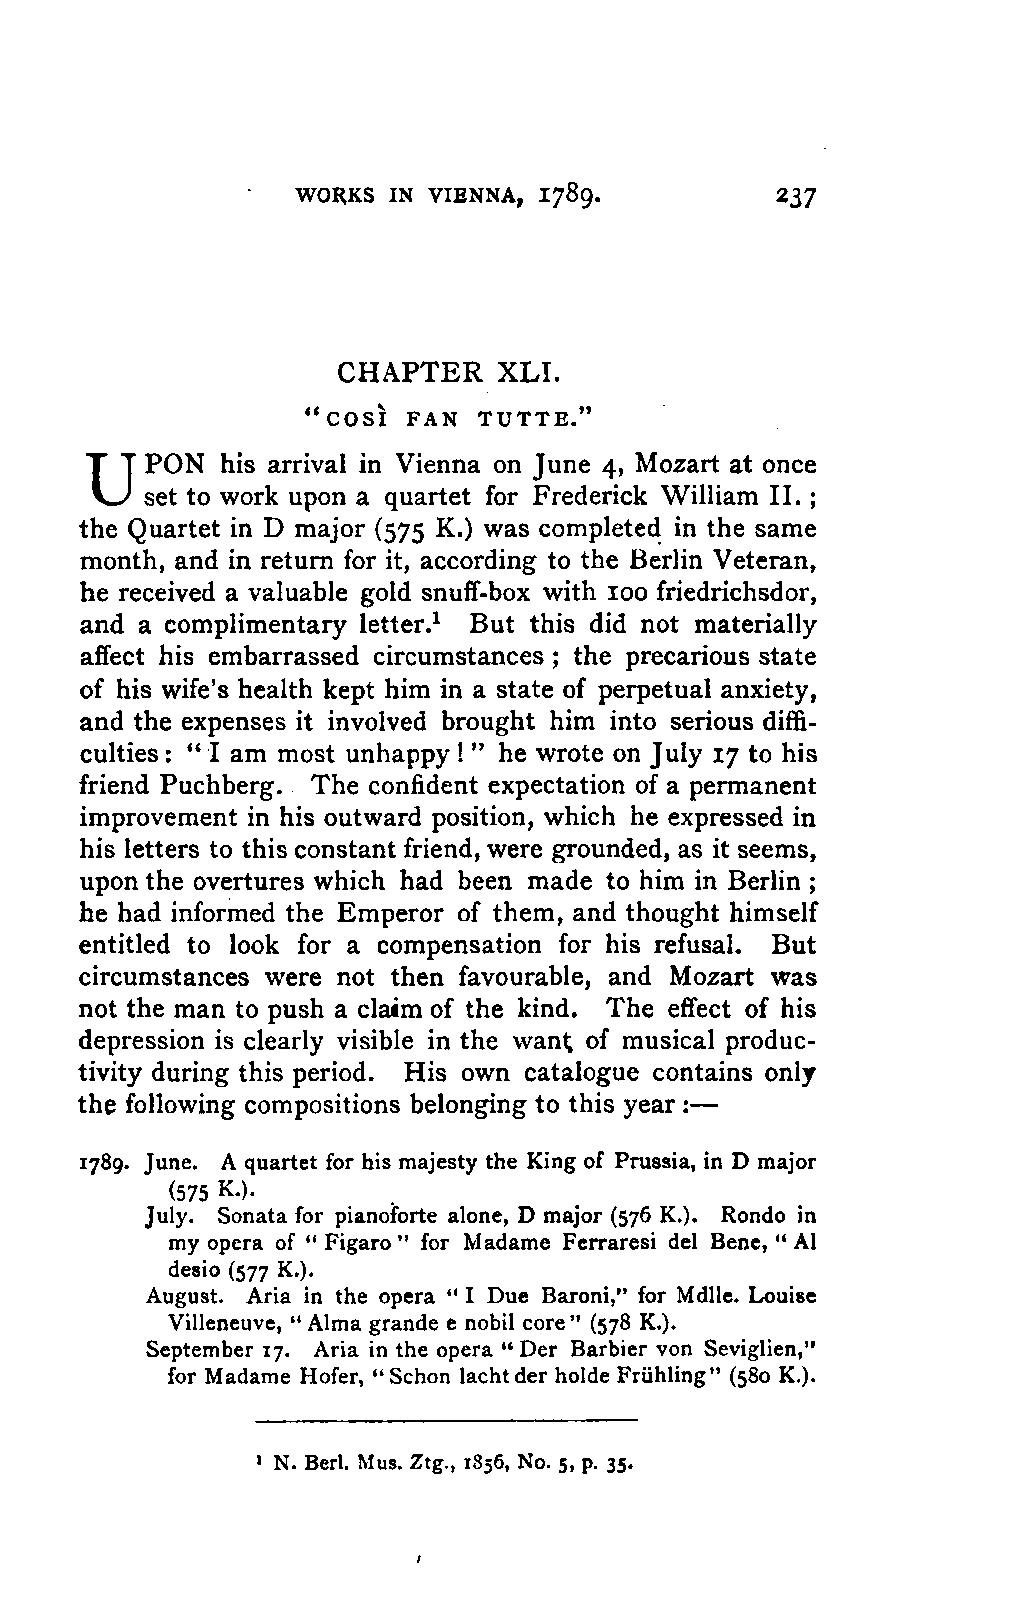 WORKS IN VIENNA, 1789. 237
CHAPTER XLI.
"COSÌ FAN TUTTE."
UPON his arrival in Vienna on June 4, Mozart at once
set to work upon a quartet for Frederick William II. ;
the Quartet in D major (575 K.) was completed in the same
month, and in return for it, according to the Berlin Veteran,
he received a valuable gold snuff-box with 100 friedrichsdor,
and a complimentary letter.¹ But this did not materially
affect his embarrassed circumstances ; the precarious state
of his wife's health kept him in a state of perpetual anxiety,
and the expenses it involved brought him into serious diffi-
culties : "I am most unhappy ! " he wrote on July 17 to his
friend Puchberg. The confident expectation of a permanent
improvement in his outward position, which he expressed in
his letters to this constant friend, were grounded, as it seems,
upon the overtures which had been made to him in Berlin ;
he had informed the Emperor of them, and thought himself
entitled to look for a compensation for his refusal. But
circumstances were not then favourable, and Mozart was
not the man to push a claim of the kind. The effect of his
depression is clearly visible in the want of musical produc-
tivity during this period. His own catalogue contains only
the following compositions belonging to this year :—
1789. June. A quartet for his majesty the King of Prussia, in D major
(575 K.).
July. Sonata for pianoforte alone, D major (576 K.). Rondo in
my opera of " Figaro " for Madame Ferraresi del Bene, " Al
desio (577 K.).
August. Aria in the opera " I Due Baroni," for Mdlle. Louise
Villeneuve, " Alma grande e nobil core " (578 K.).
September 17. Aria in the opera " Der Barbier von Seviglien,"
for Madame Hofer, " Schon lacht der holde Frühling" (580 K.).
¹ N. Berl. Mus. Ztg., 1856, No. 5, p. 35.